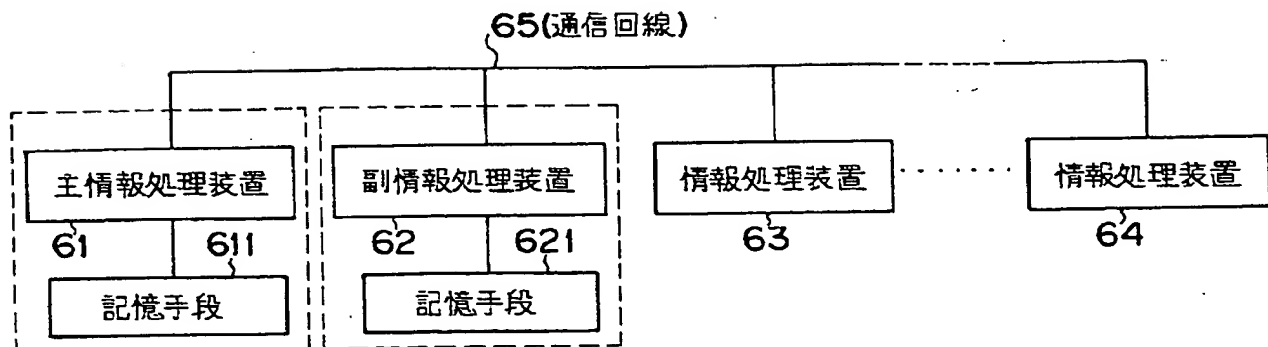 65(通信回線)
主情報処理装置
副情報処理装置
情報処理装置
情報処理装置
61
611
62
621
63
64
記憶手段
記憶手段